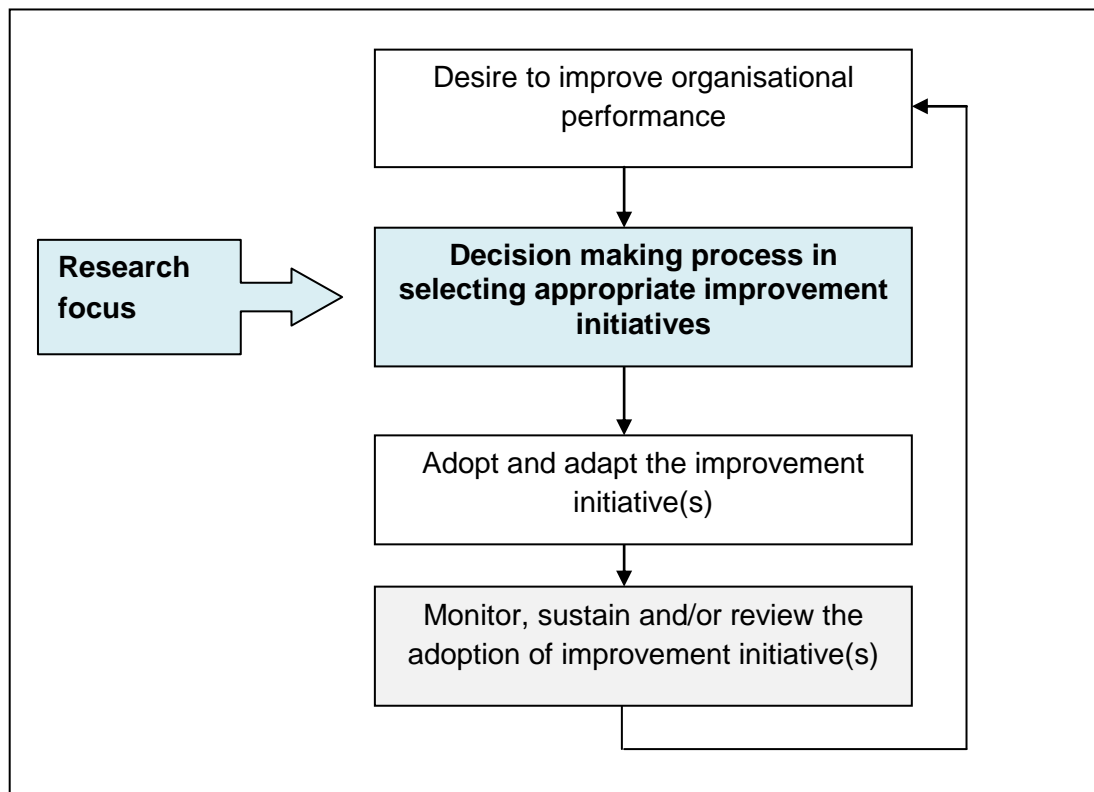 Desire to improve organisational
performance
Research
focus
Decision making process in
selecting appropriate improvement
initiatives
Adopt and adapt the improvement
initiative(s)
Monitor, sustain and/or review the
adoption of improvement initiative(s)